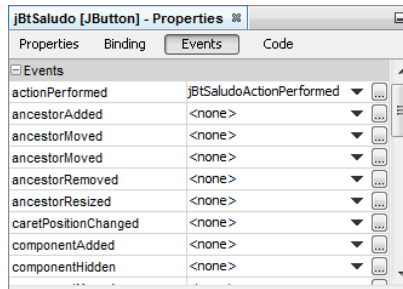 jBtSaludo [JButton] - Properties
Properties Binding Events Code
Events
actionPerformed jBtSaludoActionPerformed ...
ancestorAdded <none> ...
ancestorMoved <none> ...
ancestorMoved <none> ...
ancestorRemoved <none> ...
ancestorResized <none> ...
caretPositionChanged <none> ...
componentAdded <none> ...
componentHidden <none> ...